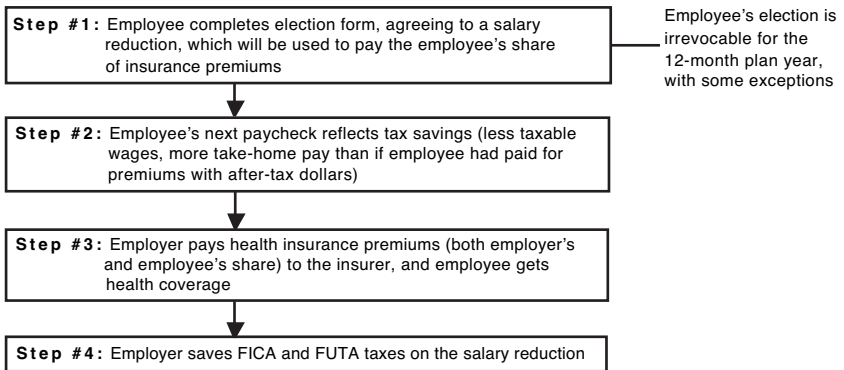 Step #1: Employee completes election form, agreeing to a salary
reduction, which will be used to pay the employee’s share
of insurance premiums
Employee’s election is
irrevocable for the
12-month plan year,
with some exceptions
Step #2: Employee’s next paycheck reflects tax savings (less taxable
wages, more take-home pay than if employee had paid for
premiums with after-tax dollars)
Step #3: Employer pays health insurance premiums (both employer’s
and employee’s share) to the insurer, and employee gets
health coverage
Step #4: Employer saves FICA and FUTA taxes on the salary reduction